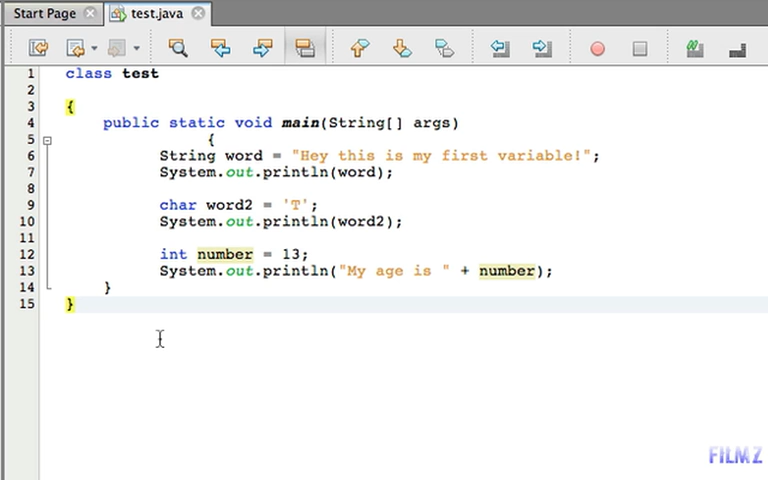 Start Page
test.java
1 class test
2
3 {
4 public static void main(String[] args)
5 {
6 String word = "Hey this is my first variable!";
7 System.out.println(word);
8
9 char word2 = 'T';
10 System.out.println(word2);
11
12 int number = 13;
13 System.out.println("My age is " + number);
14 }
15 }
FILMZ